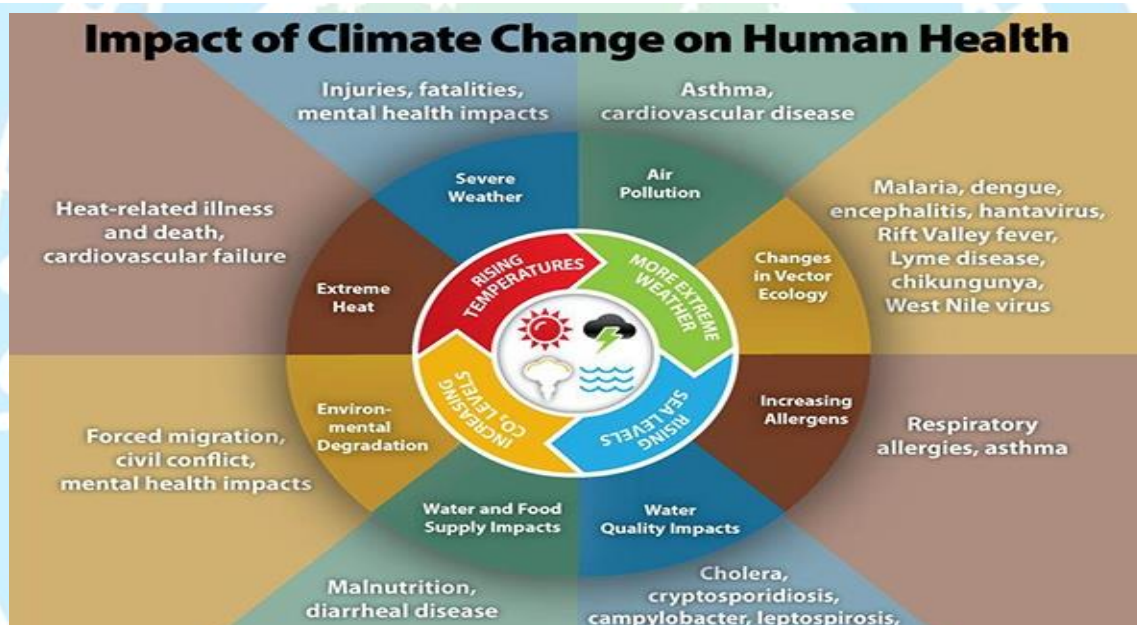 Impact of Climate Change on Human Health
Injuries, fatalities,
mental health impacts
Asthma,
cardiovascular disease
Severe
Weather
Air
Pollution
Heat-related illness
and death,
cardiovascular failure
Extreme
Heat
RISING
TEMPERATURES
MORE EXTREME
WEATHER
Changes
in Vector
Ecology
Malaria, dengue,
encephalitis, hantavirus,
Rift Valley fever,
Lyme disease,
chikungunya,
West Nile virus
Forced migration,
civil conflict,
mental health impacts
Environ-
mental
Degradation
INCREASING
CO₂ LEVELS
RISING
SEA LEVELS
Increasing
Allergens
Respiratory
allergies, asthma
Water and Food
Supply Impacts
Water
Quality Impacts
Malnutrition,
diarrheal disease
Cholera,
cryptosporidiosis,
campylobacter, leptospirosis,